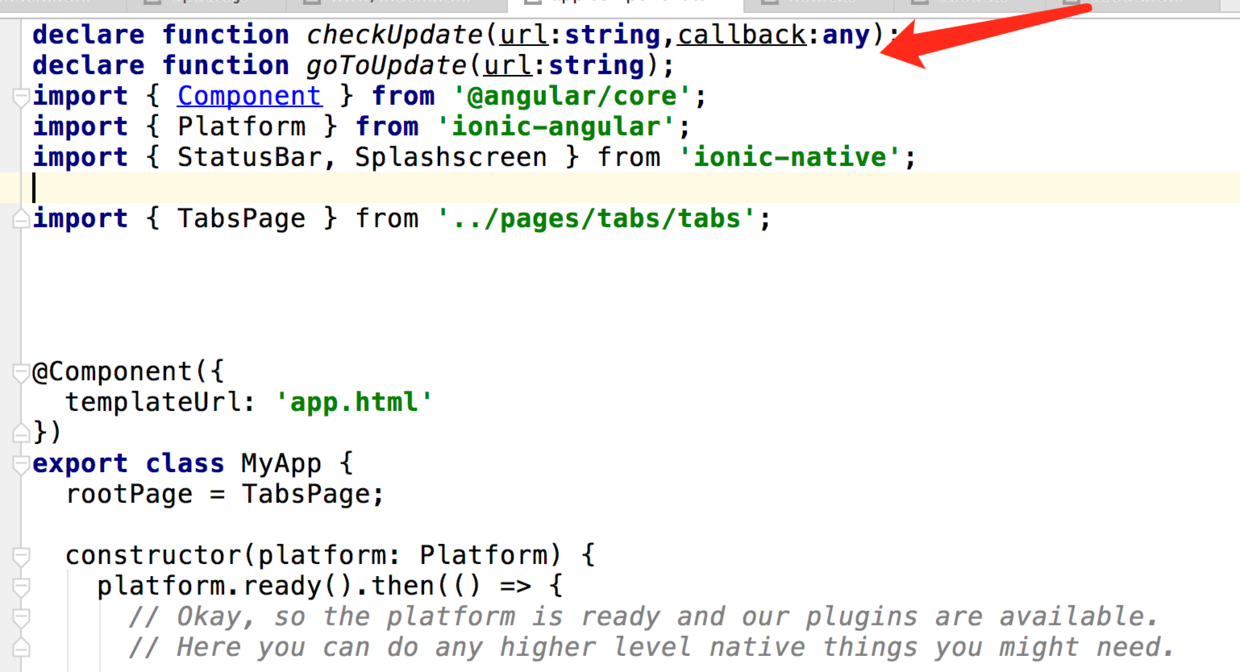 declare function checkUpdate(url:string,callback:any);
declare function goToUpdate(url:string);
import { Component } from '@angular/core';
import { Platform } from 'ionic-angular';
import { StatusBar, Splashscreen } from 'ionic-native';
import { TabsPage } from '../pages/tabs/tabs';
@Component({
  templateUrl: 'app.html'
})
export class MyApp {
  rootPage = TabsPage;
  constructor(platform: Platform) {
    platform.ready().then(() => {
      // Okay, so the platform is ready and our plugins are available.
      // Here you can do any higher level native things you might need.